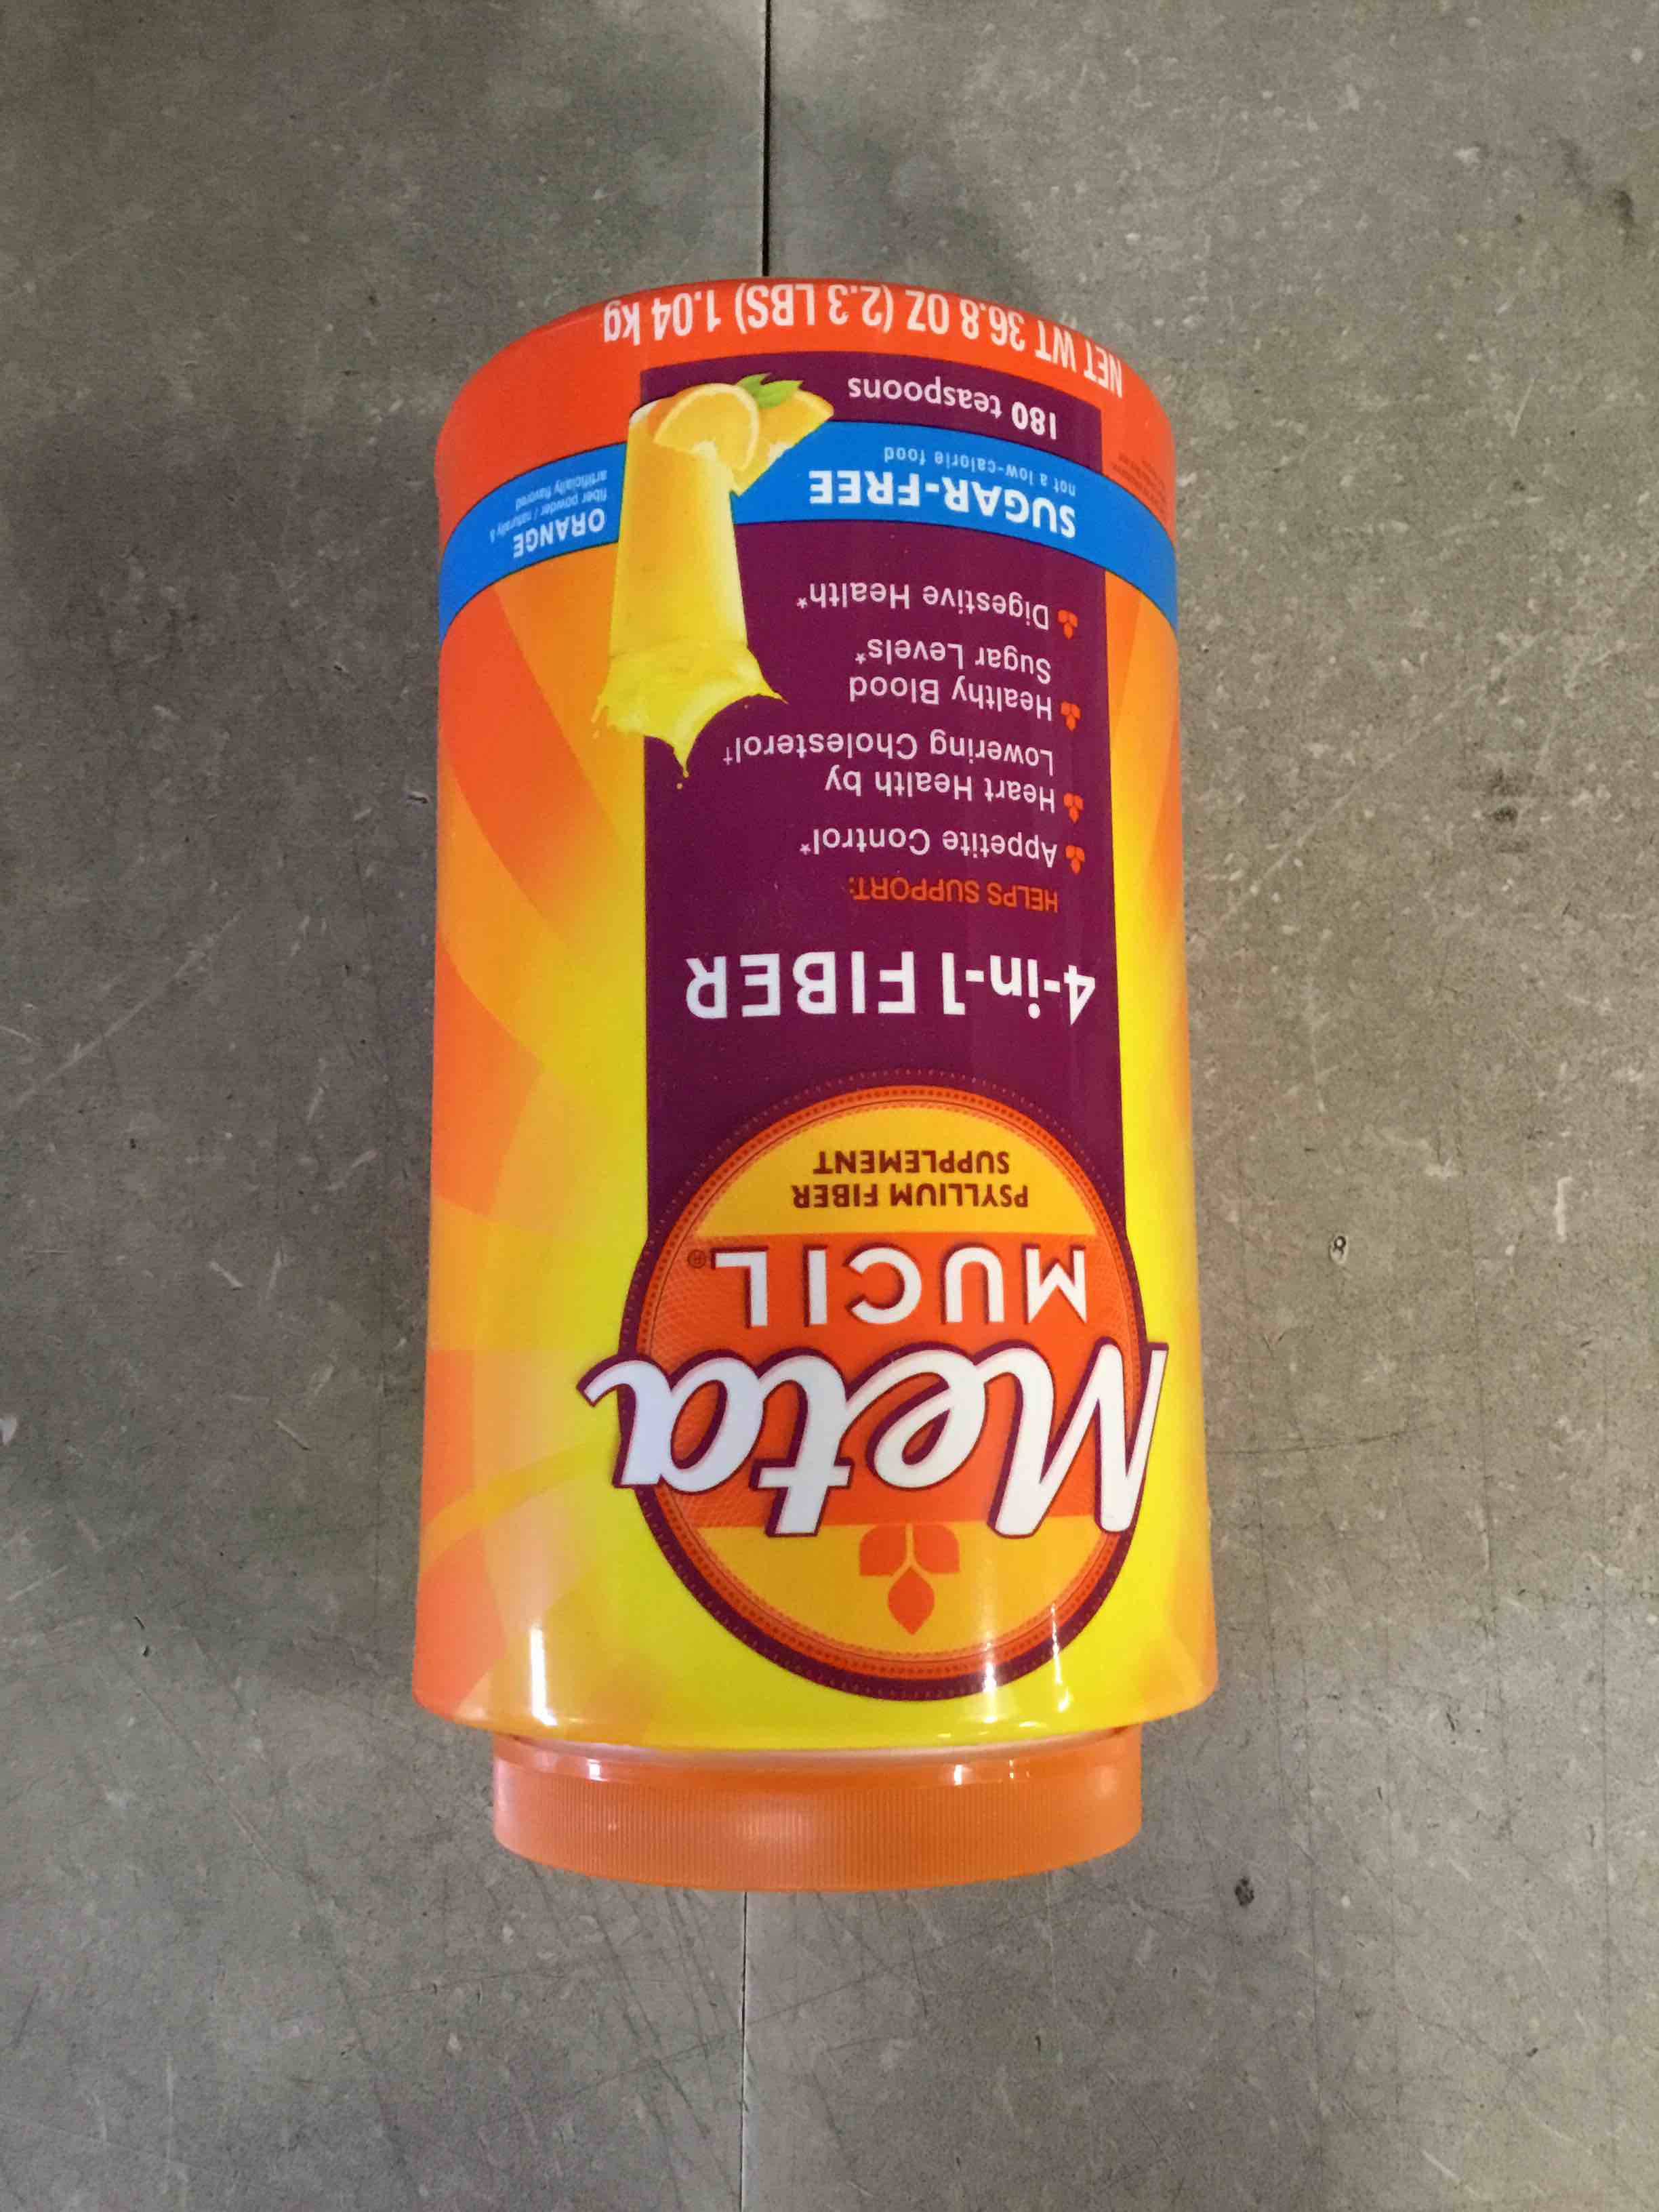 Meta
MUCIL®
PSYLLIUM FIBER
SUPPLEMENT
4-in-1 FIBER
HELPS SUPPORT:
Appetite Control*
Heart Health by
Lowering Cholesterol†
Healthy Blood
Sugar Levels*
Digestive Health*
SUGAR-FREE
not a low-calorie food
ORANGE
fiber powder / naturally &
artificially flavored
180 teaspoons
NET WT 36.8 OZ (2.3 LBS) 1.04 kg